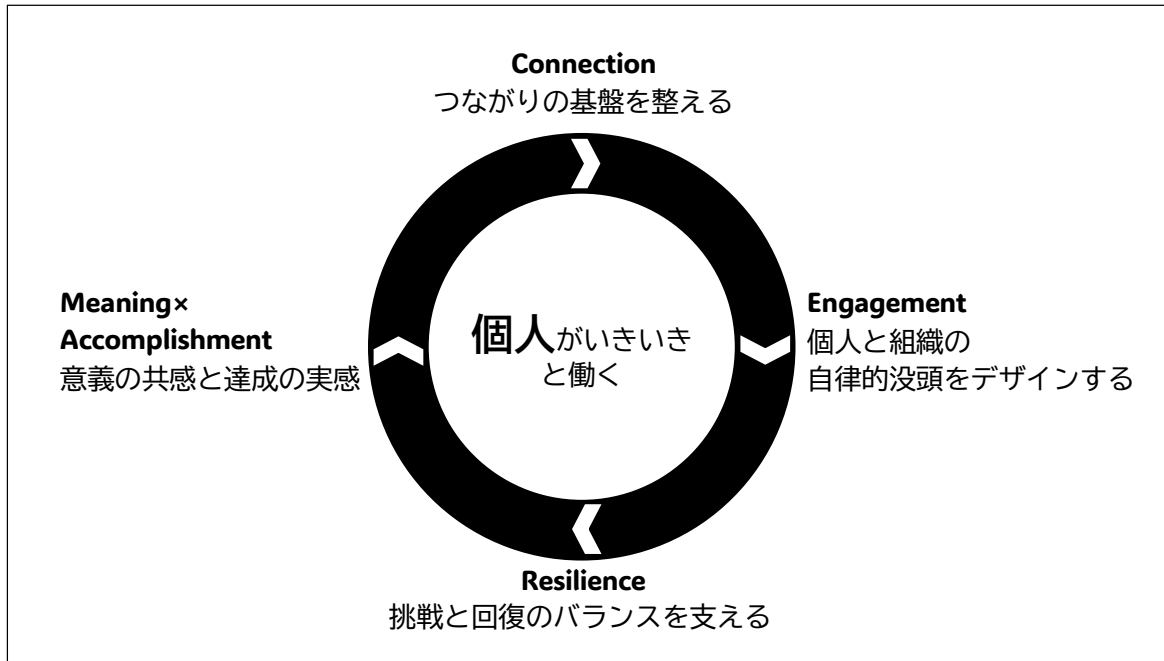 Connection
つながりの基盤を整える
Meaning×
Accomplishment
意義の共感と達成の実感
個人がいきいき
と働く
Engagement
個人と組織の
自律的没頭をデザインする
Resilience
挑戦と回復のバランスを支える